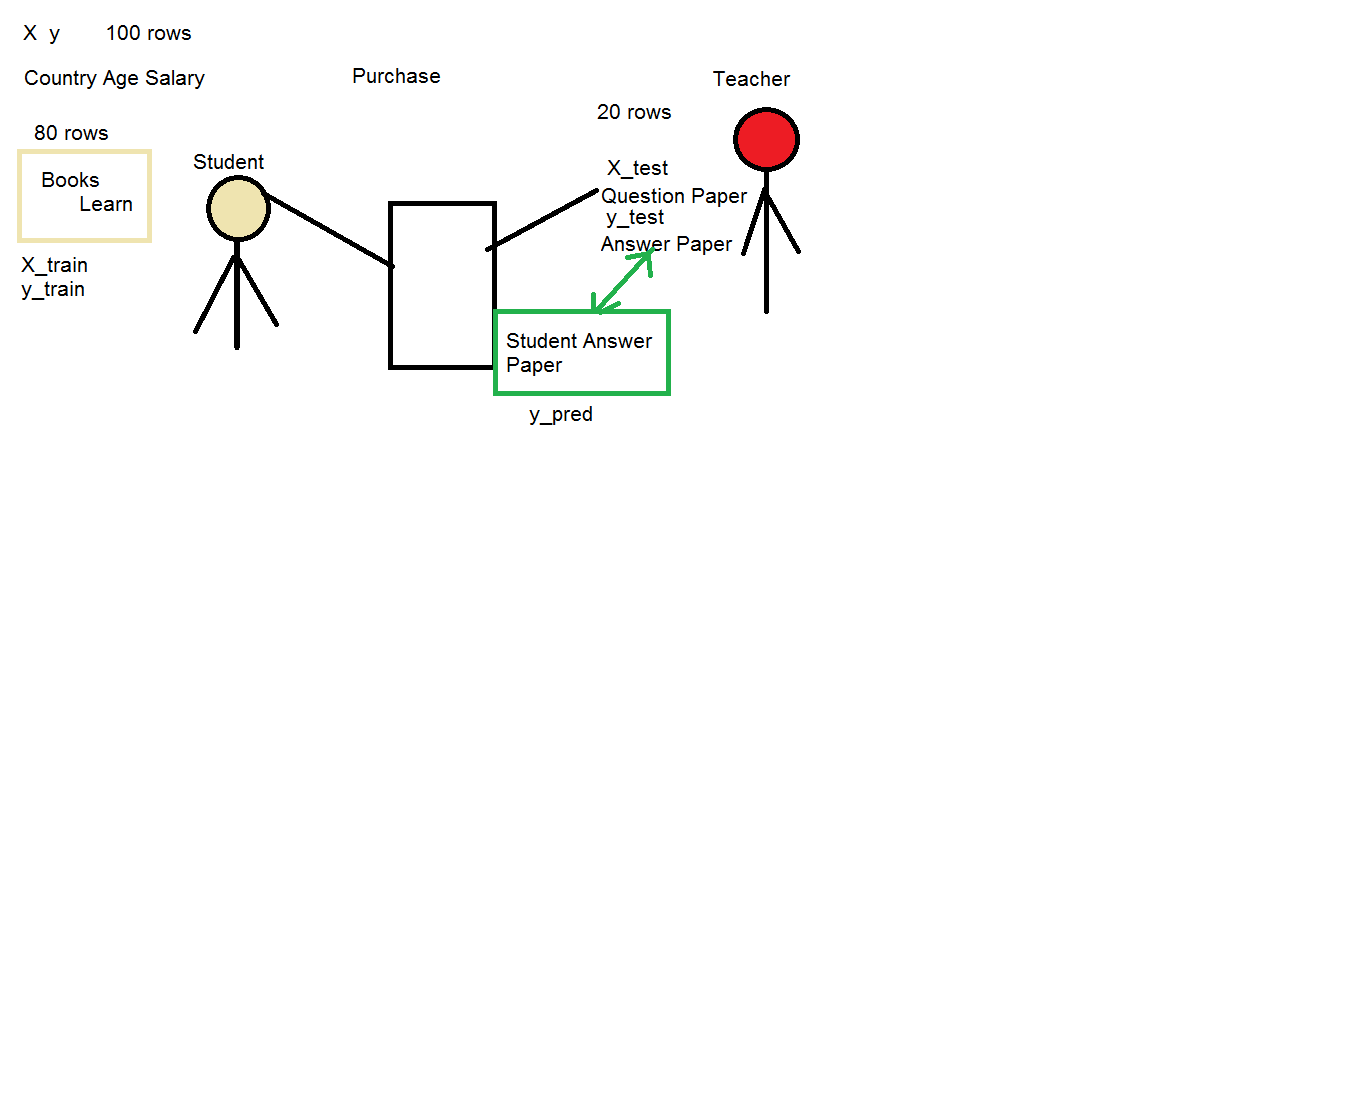 X y 100 rows
Country Age Salary
Purchase
Teacher
20 rows
80 rows
Student
Books
Learn
X_train
y_train
X_test
Question Paper
y_test
Answer Paper
Student Answer
Paper
y_pred